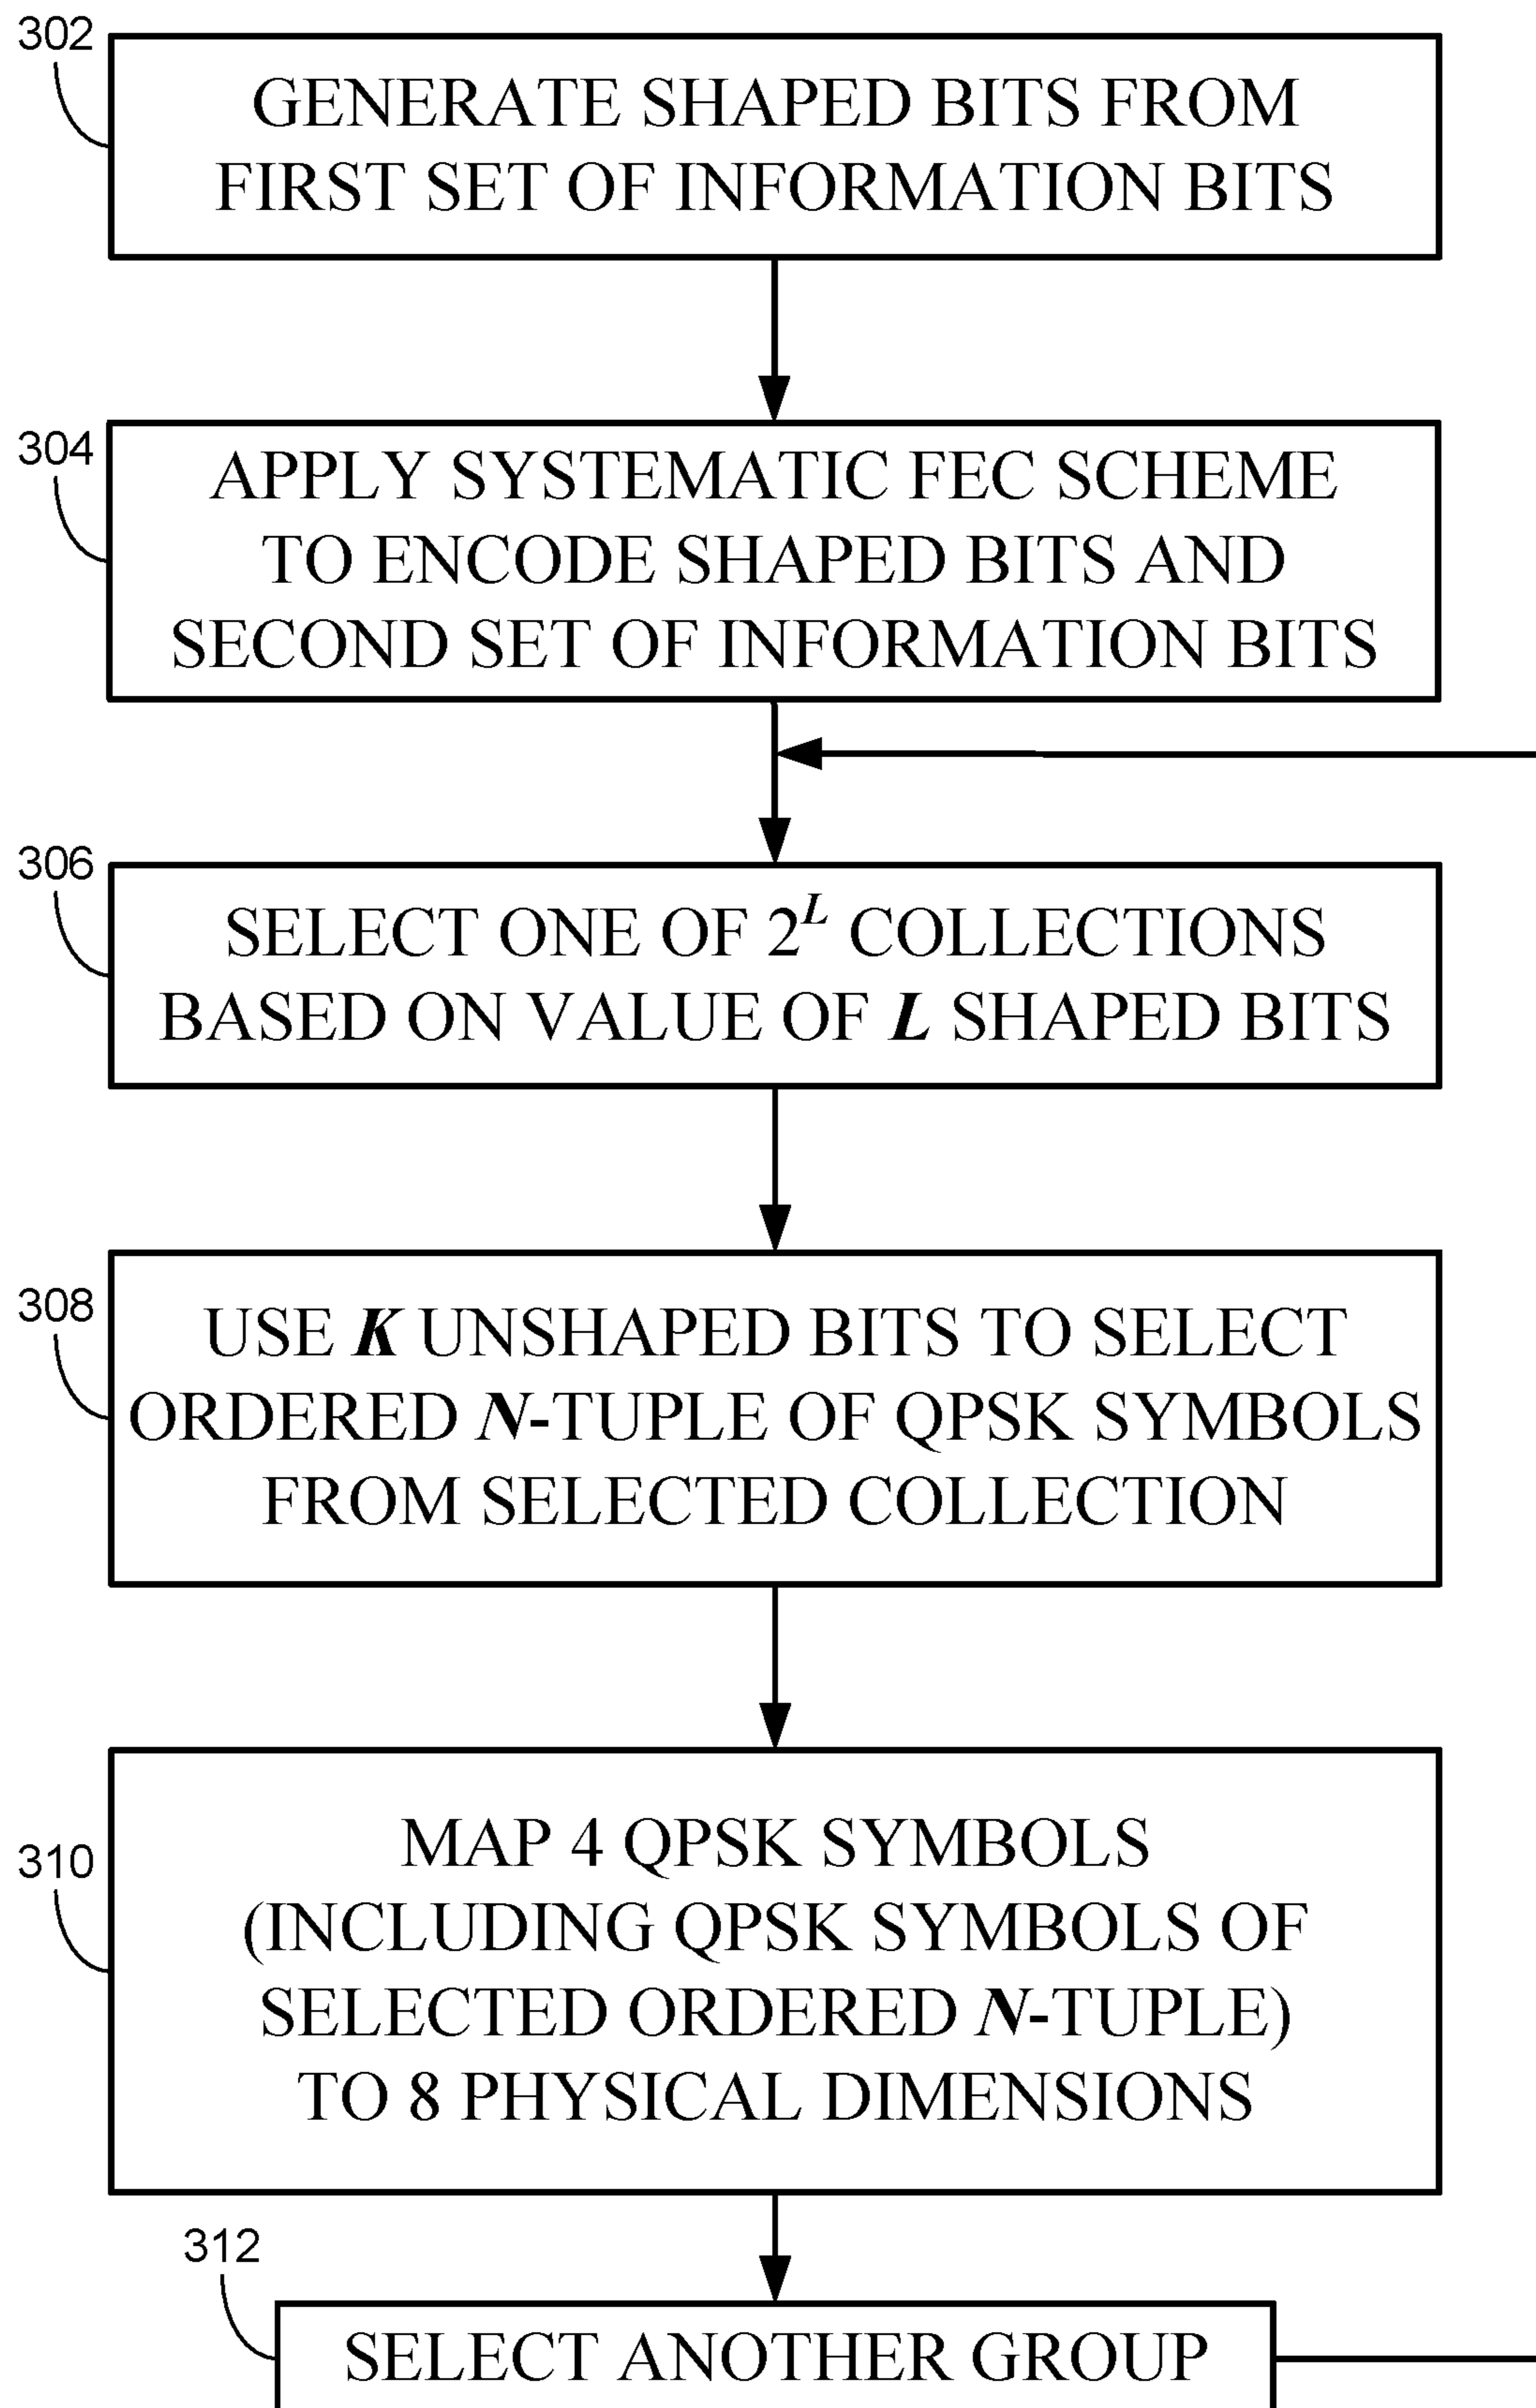 302
GENERATE SHAPED BITS FROM
FIRST SET OF INFORMATION BITS
304
APPLY SYSTEMATIC FEC SCHEME
TO ENCODE SHAPED BITS AND
SECOND SET OF INFORMATION BITS
306
SELECT ONE OF 2^L COLLECTIONS
BASED ON VALUE OF L SHAPED BITS
308
USE K UNSHAPED BITS TO SELECT
ORDERED N-TUPLE OF QPSK SYMBOLS
FROM SELECTED COLLECTION
310
MAP 4 QPSK SYMBOLS
(INCLUDING QPSK SYMBOLS OF
SELECTED ORDERED N-TUPLE)
TO 8 PHYSICAL DIMENSIONS
312
SELECT ANOTHER GROUP